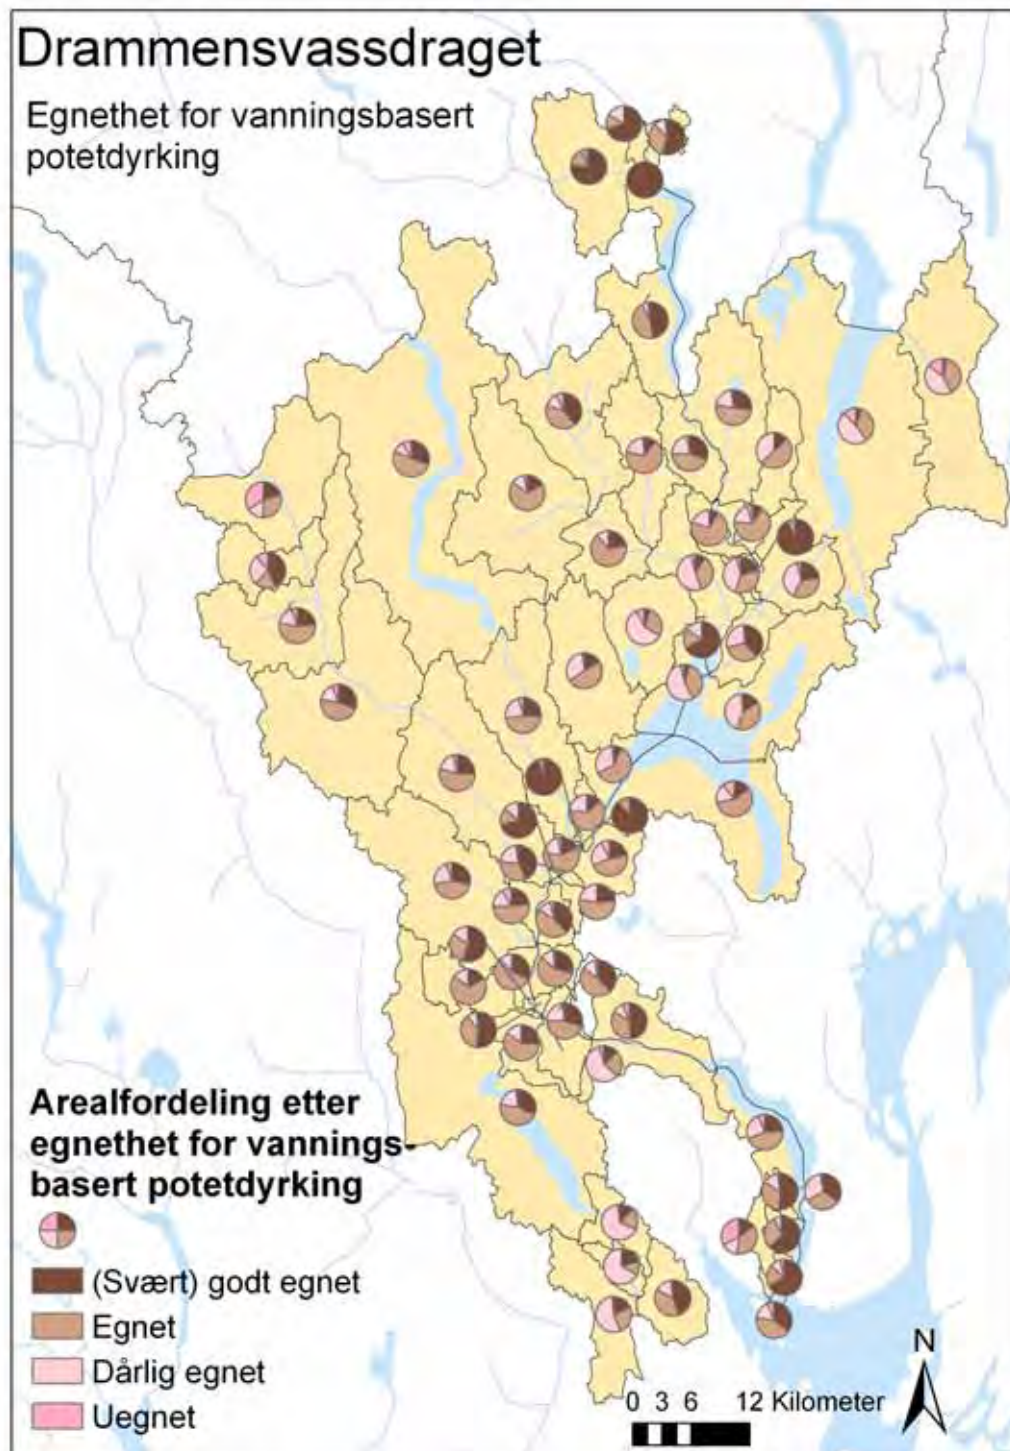 Drammensvassdraget
Egnethet for vanningsbasert
potetdyrking
Arealfordeling etter
egnethet for vannings-
basert potetdyrking
(Svært) godt egnet
Egnet
Dårlig egnet
Uegnet
0 3 6 12 Kilometer
N